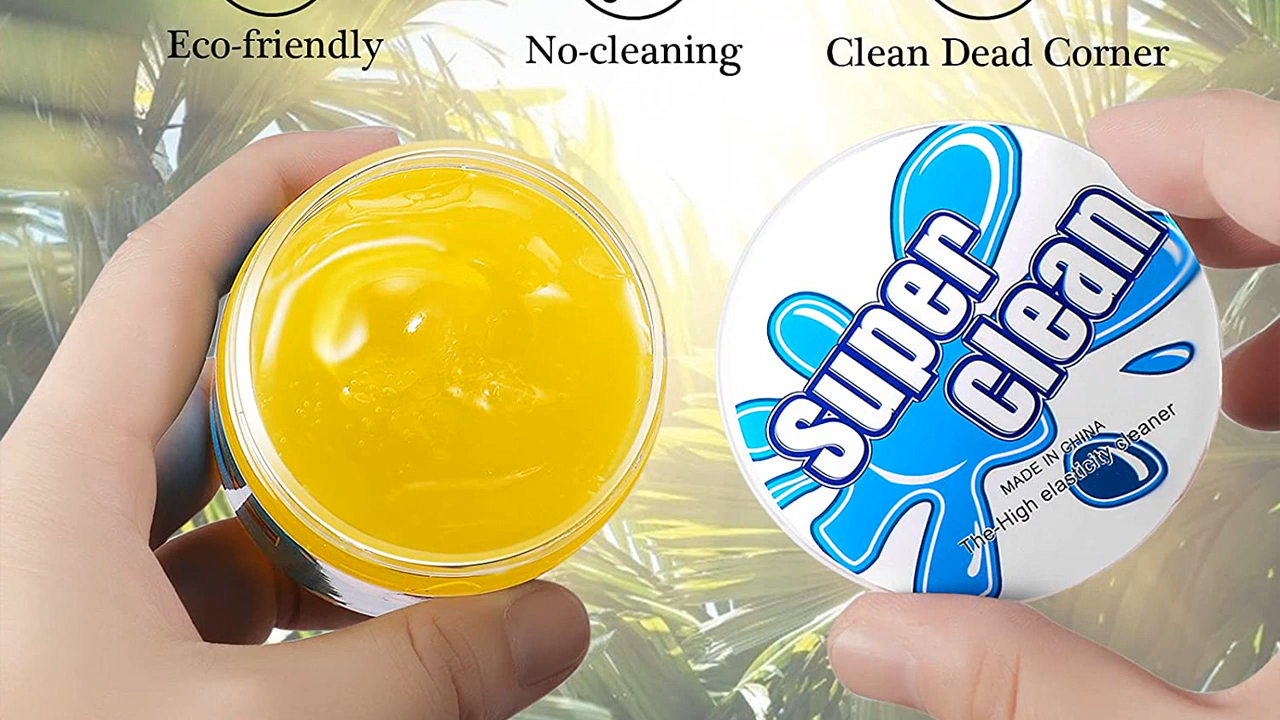 Eco-friendly
No-cleaning
Clean Dead Corner
super
clean
MADE IN CHINA
The-High elasticity cleaner